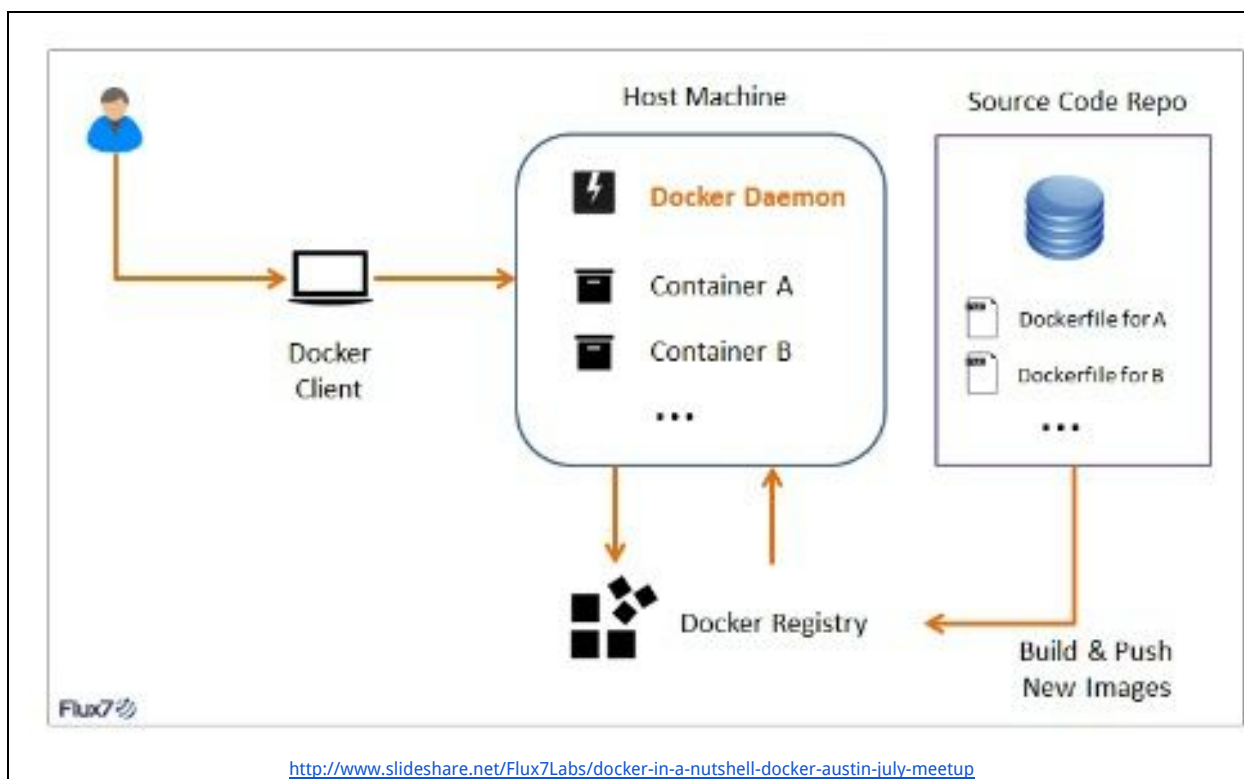 Host Machine
Source Code Repo
Docker Daemon
Container A
Container B
...
Docker
Client
Dockerfile for A
Dockerfile for B
...
Docker Registry
Build & Push
New Images
Flux7
http://www.slideshare.net/Flux7Labs/docker-in-a-nutshell-docker-austin-july-meetup